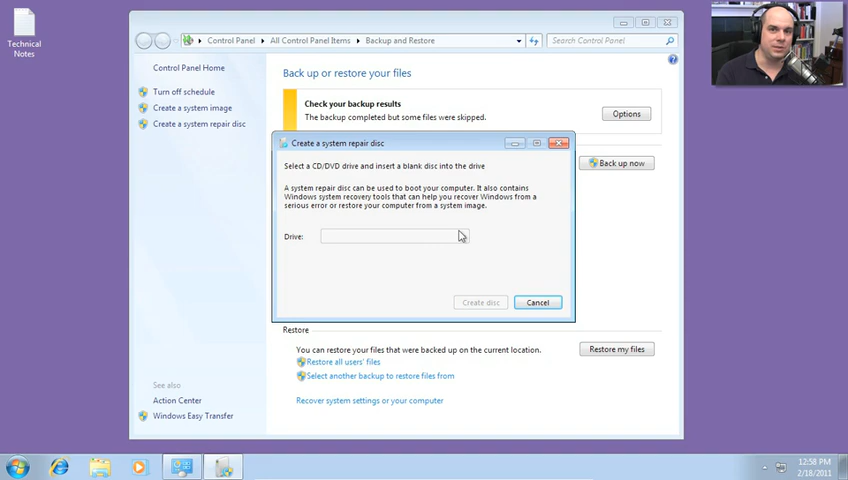 Technical
Notes
Control Panel
All Control Panel Items
Backup and Restore
Search Control Panel
Control Panel Home
Turn off schedule
Create a system image
Create a system repair disc
Back up or restore your files
Check your backup results
The backup completed but some files were skipped.
Options
Back up now
Create a system repair disc
Select a CD/DVD drive and insert a blank disc into the drive
A system repair disc can be used to boot your computer. It also contains
Windows system recovery tools that can help you recover Windows from a
serious error or restore your computer from a system image.
Drive:
Create disc
Cancel
Restore
You can restore your files that were backed up on the current location.
Restore my files
Restore all users' files
Select another backup to restore files from
Recover system settings or your computer
See also
Action Center
Windows Easy Transfer
12:58 PM
2/18/2011